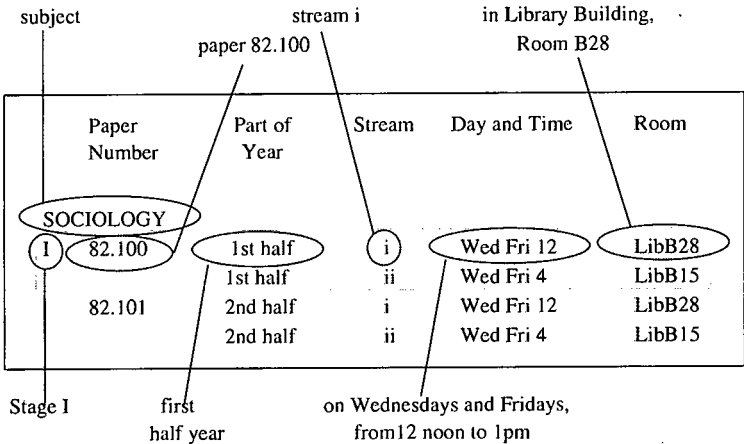 subject
stream i
in Library Building,
paper 82.100
Room B28
Paper Part of Stream Day and Time Room
Number Year
SOCIOLOGY
I 82.100 1st half i Wed Fri 12 LibB28
1st half ii Wed Fri 4 LibB15
82.101 2nd half i Wed Fri 12 LibB28
2nd half ii Wed Fri 4 LibB15
Stage I first on Wednesdays and Fridays,
half year from12 noon to 1pm